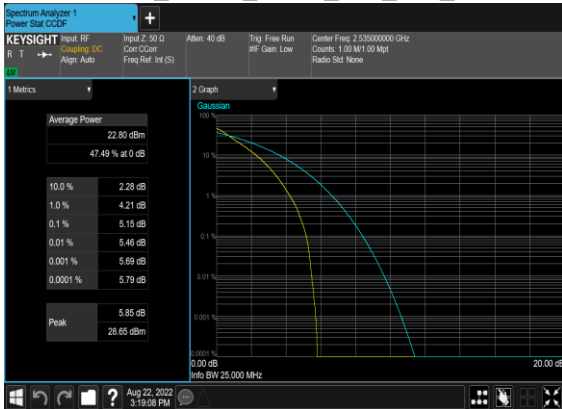 Spectrum Analyzer 1
Power Stat CCDF
KEYSIGHT
R T
LXI
Input: RF
Coupling: DC
Align: Auto
Input Z: 50 Ω
Corr CCorr
Freq Ref: Int (S)
Atten: 40 dB
Trig: Free Run
#IF Gain: Low
Center Freq: 2.535000000 GHz
Counts: 1.00 M/1.00 Mpt
Radio Std: None
1 Metrics
Average Power
22.80 dBm
47.49 % at 0 dB
10.0 % 2.28 dB
1.0 % 4.21 dB
0.1 % 5.15 dB
0.01 % 5.46 dB
0.001 % 5.69 dB
0.0001 % 5.79 dB
Peak
5.85 dB
28.65 dBm
2 Graph
Gaussian
100 %
10 %
1 %
0.1 %
0.01 %
0.001 %
0.0001 %
0.00 dB
20.00 dB
Info BW 25.000 MHz
?
Aug 22, 2022
3:19:08 PM